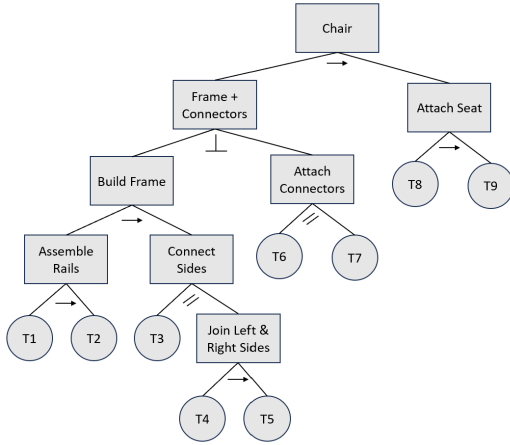 Chair
Frame +
Connectors
Attach Seat
Build Frame
Attach
Connectors
T8
T9
Assemble
Rails
Connect
Sides
T6
T7
T1
T2
T3
Join Left &
Right Sides
T4
T5